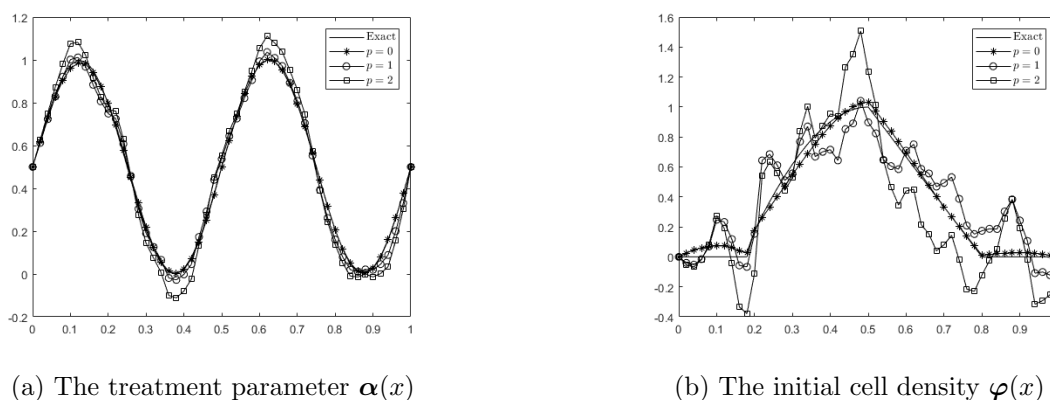 1.2
1
0.8
0.6
0.4
0.2
0
-0.2
0 0.1 0.2 0.3 0.4 0.5 0.6 0.7 0.8 0.9 1
Exact
p = 0
p = 1
p = 2
(a) The treatment parameter α(x)
1.6
1.4
1.2
1
0.8
0.6
0.4
0.2
0
-0.2
-0.4
0 0.1 0.2 0.3 0.4 0.5 0.6 0.7 0.8 0.9
Exact
p = 0
p = 1
p = 2
(b) The initial cell density φ(x)